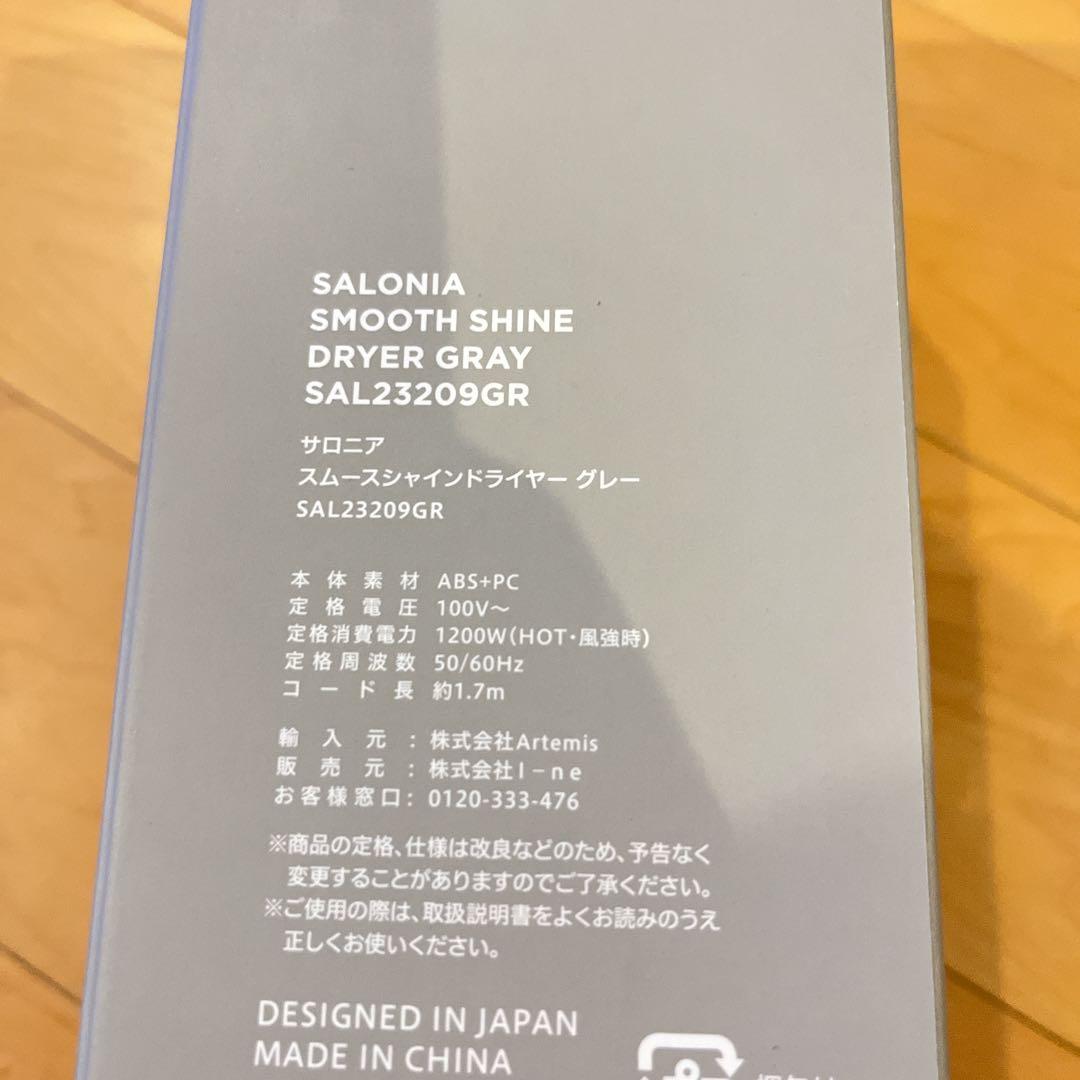 SALONIA
SMOOTH SHINE
DRYER GRAY
SAL23209GR
サロニア
スムースシャインドライヤー グレー
SAL23209GR
本体素材 ABS+PC
定格電圧 100V～
定格消費電力 1200W(HOT・風強時)
定格周波数 50/60Hz
コード長 約1.7m
輸入元: 株式会社Artemis
販売元: 株式会社I-ne
お客様窓口: 0120-333-476
※商品の定格、仕様は改良などのため、予告なく
変更することがありますのでご了承ください。
※ご使用の際は、取扱説明書をよくお読みのうえ
正しくお使いください。
DESIGNED IN JAPAN
MADE IN CHINA